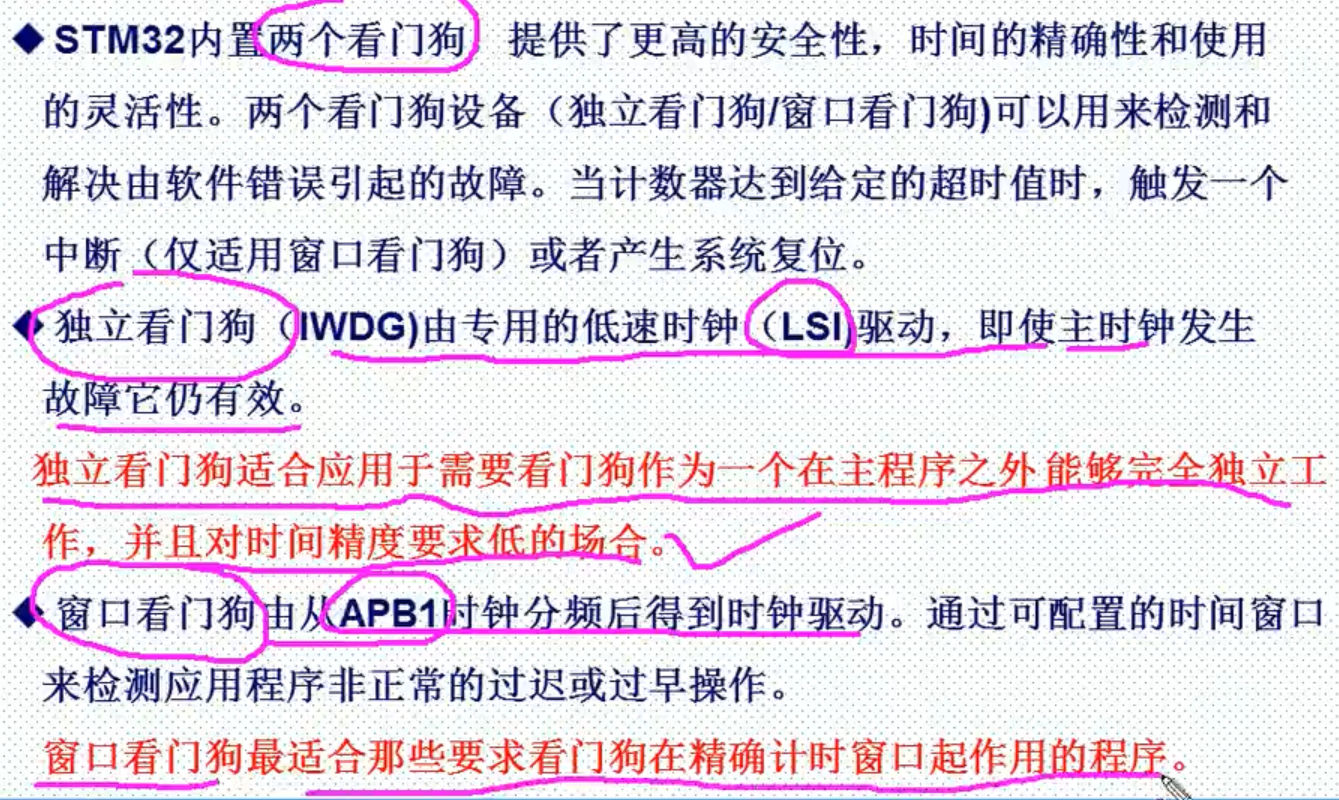 ◆STM32内置两个看门狗 提供了更高的安全性，时间的精确性和使用
的灵活性。两个看门狗设备（独立看门狗/窗口看门狗)可以用来检测和
解决由软件错误引起的故障。当计数器达到给定的超时值时，触发一个
中断（仅适用窗口看门狗）或者产生系统复位。
◆独立看门狗（IWDG)由专用的低速时钟（LSI)驱动，即使主时钟发生
故障它仍有效。
独立看门狗适合应用于需要看门狗作为一个在主程序之外 能够完全独立工
作，并且对时间精度要求低的场合。
◆窗口看门狗由从APB1时钟分频后得到时钟驱动。通过可配置的时间窗口
来检测应用程序非正常的过迟或过早操作。
窗口看门狗最适合那些要求看门狗在精确计时窗口起作用的程序。